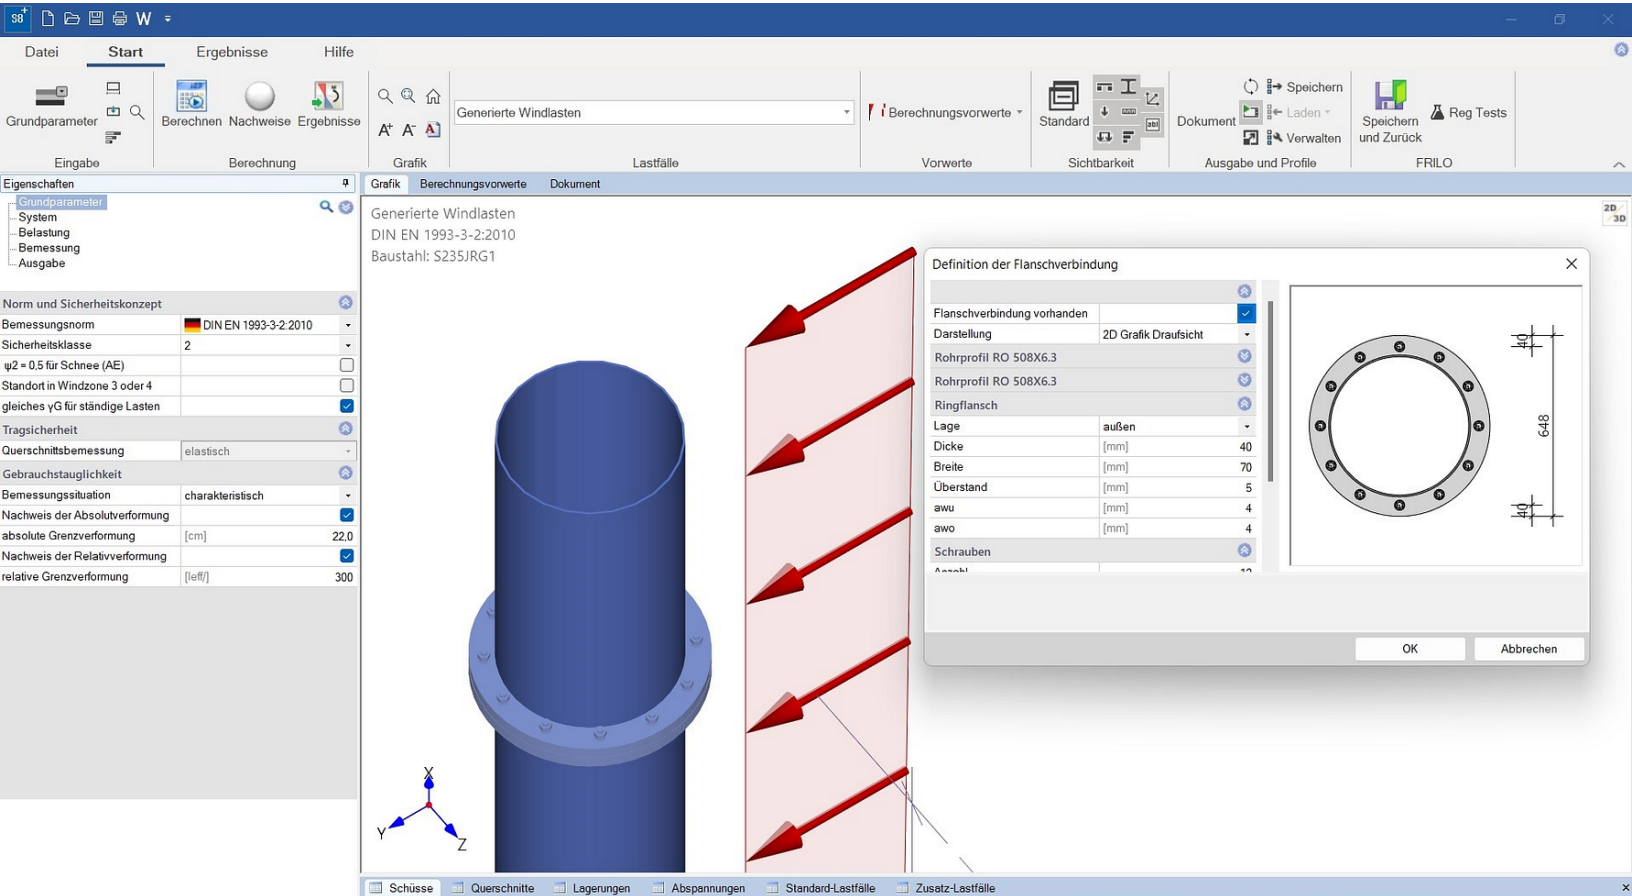 S8+ W
Datei Start Ergebnisse Hilfe
Grundparameter
Eingabe
Berechnen Nachweise Ergebnisse
Berechnung
A+ A- A
Grafik
Generierte Windlasten
Lastfälle
Berechnungsvorwerte
Vorwerte
Standard
Sichtbarkeit
Dokument
Speichern
Laden
Verwalten
Ausgabe und Profile
Speichern
und Zurück
Reg Tests
FRILO
Eigenschaften
Grundparameter
System
Belastung
Bemessung
Ausgabe
Norm und Sicherheitskonzept
Bemessungsnorm DIN EN 1993-3-2:2010
Sicherheitsklasse 2
ψ2 = 0,5 für Schnee (AE)
Standort in Windzone 3 oder 4
gleiches γG für ständige Lasten
Tragsicherheit
Querschnittsbemessung elastisch
Gebrauchstauglichkeit
Bemessungssituation charakteristisch
Nachweis der Absolutverformung
absolute Grenzverformung [cm] 22,0
Nachweis der Relativverformung
relative Grenzverformung [leff/] 300
Grafik Berechnungsvorwerte Dokument
Generierte Windlasten
DIN EN 1993-3-2:2010
Baustahl: S235JRG1
2D/3D
X
Y
Z
Definition der Flanschverbindung
Flanschverbindung vorhanden
Darstellung 2D Grafik Draufsicht
Rohrprofil RO 508X6.3
Rohrprofil RO 508X6.3
Ringflansch
Lage außen
Dicke [mm] 40
Breite [mm] 70
Überstand [mm] 5
awu [mm] 4
awo [mm] 4
Schrauben
Anzahl 12
40
648
40
OK Abbrechen
Schüsse Querschnitte Lagerungen Abspannungen Standard-Lastfälle Zusatz-Lastfälle